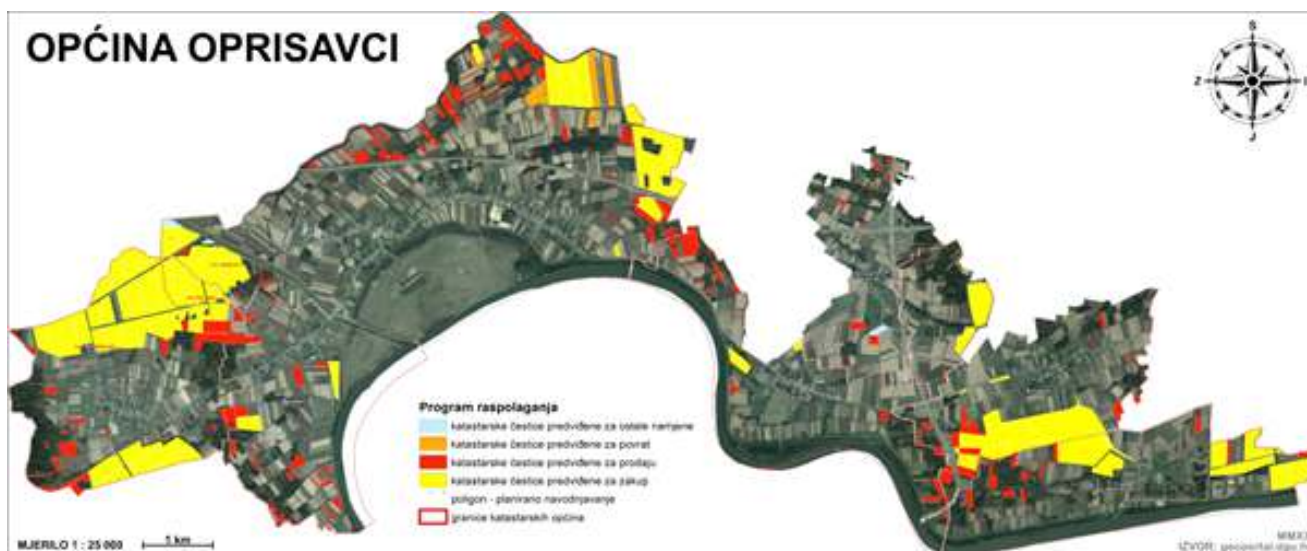 OPĆINA OPRISAVCI
S
Z
J
Program raspolaganja
katastarske čestice predviđene za ostale namjene
katastarske čestice predviđene za povrat
katastarske čestice predviđene za prodaju
katastarske čestice predviđene za zakup
poligon - planirano navodnjavanje
granice katastarskih općina
MJERILO 1 : 25 000
1 km
IZVOR: